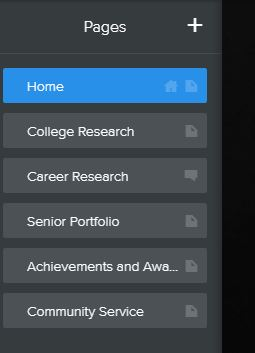 Pages +
Home
College Research
Career Research
Senior Portfolio
Achievements and Awa...
Community Service